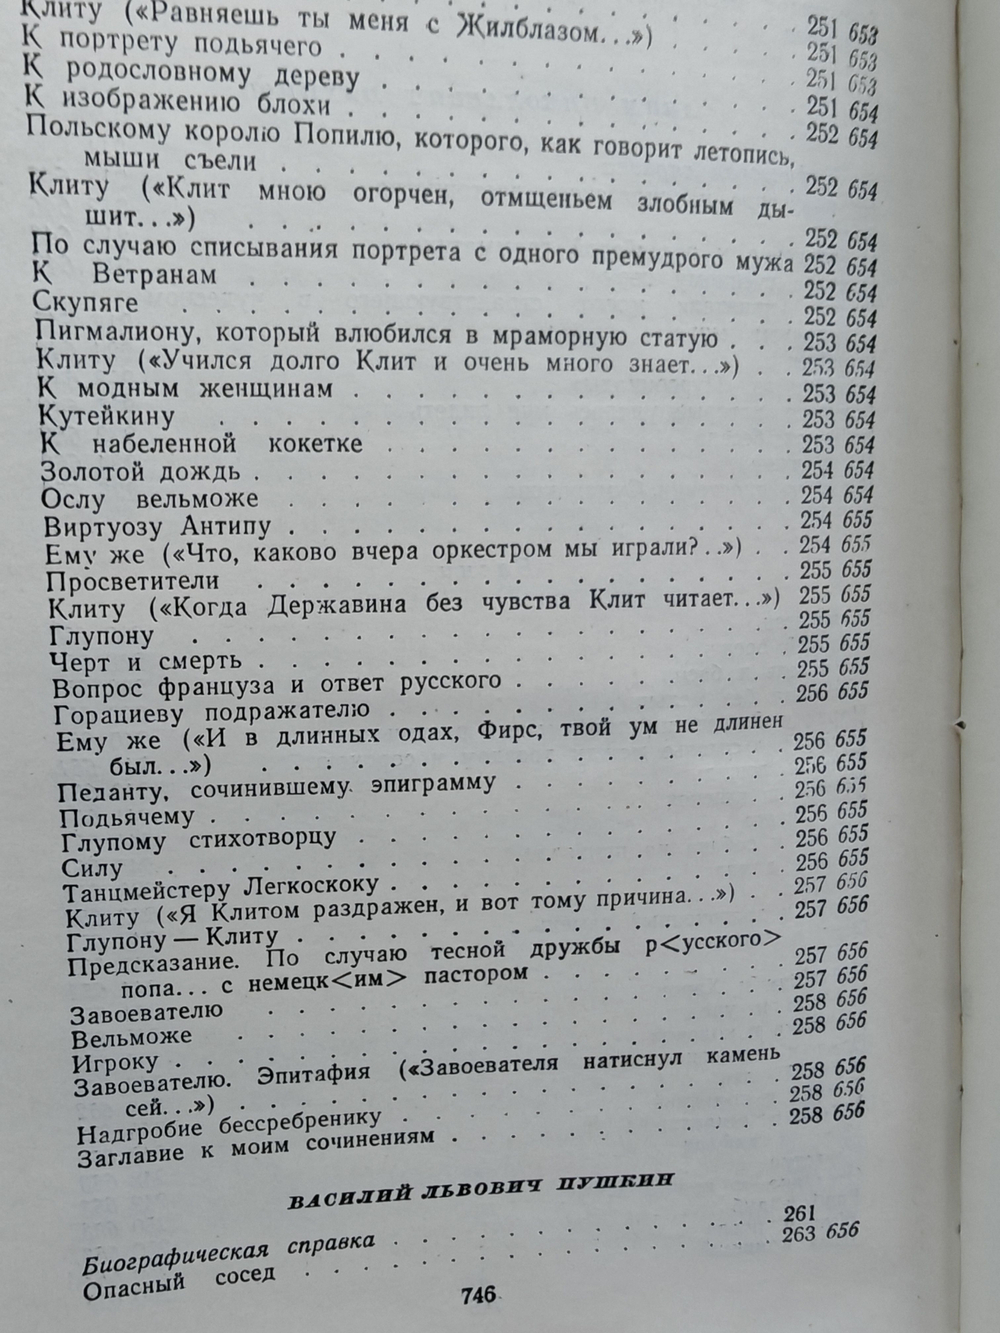 251 653
Клиту («Равняешь ты меня с Жилблазом...») . . . . 251 653
К портрету подьячего . . . . . . . . . . . . . . 251 653
К родословному дереву . . . . . . . . . . . . . 251 654
К изображению блохи . . . . . . . . . . . . . . 252 654
Польскому королю Попилю, которого, как говорит летопись,
мыши съели . . . . . . . . . . . . . . . . 252 654
Клиту («Клит мною огорчен, отмщеньем злобным ды-
шит...») . . . . . . . . . . . . . . . . . 252 654
По случаю списывания портрета с одного премудрого мужа 252 654
К Ветранам . . . . . . . . . . . . . . . . . 252 654
Скупяге . . . . . . . . . . . . . . . . . . 252 654
Пигмалиону, который влюбился в мраморную статую . . . 253 654
Клиту («Учился долго Клит и очень много знает...») . . 253 654
К модным женщинам . . . . . . . . . . . . . . 253 654
Кутейкину . . . . . . . . . . . . . . . . . 253 654
К набеленной кокетке . . . . . . . . . . . . . 253 654
Золотой дождь . . . . . . . . . . . . . . . . 254 654
Ослу вельможе . . . . . . . . . . . . . . . . 254 654
Виртуозу Антипу . . . . . . . . . . . . . . . 254 655
Ему же («Что, каково вчера оркестром мы играли?..») . . 254 655
Просветители . . . . . . . . . . . . . . . . 255 655
Клиту («Когда Державина без чувства Клит читает...») 255 655
Глупону . . . . . . . . . . . . . . . . . . 255 655
Черт и смерть . . . . . . . . . . . . . . . . 255 655
Вопрос француза и ответ русского . . . . . . . . 255 655
Горациеву подражателю . . . . . . . . . . . . . 256 655
Ему же («И в длинных одах, Фирс, твой ум не длинен
был...») . . . . . . . . . . . . . . . . . 256 655
Педанту, сочинившему эпиграмму . . . . . . . . . 256 655
Подьячему . . . . . . . . . . . . . . . . . 256 655
Глупому стихотворцу . . . . . . . . . . . . . . 256 655
Силу . . . . . . . . . . . . . . . . . . . 256 655
Танцмейстеру Легкоскоку . . . . . . . . . . . . 256 655
Клиту («Я Клитом раздражен, и вот тому причина...») . 257 656
Глупону — Клиту . . . . . . . . . . . . . . . 257 656
Предсказание. По случаю тесной дружбы р<усского>
попа... с немецк<им> пастором . . . . . . . . 257 656
Завоевателю . . . . . . . . . . . . . . . . 257 656
Вельможе . . . . . . . . . . . . . . . . . 258 656
Игроку . . . . . . . . . . . . . . . . . . 258 656
Завоевателю. Эпитафия («Завоевателя натиснул камень
сей...») . . . . . . . . . . . . . . . . . 258 656
Надгробие бессребренику . . . . . . . . . . . . 258 656
Заглавие к моим сочинениям . . . . . . . . . . . 258 656
ВАСИЛИЙ ЛЬВОВИЧ ПУШКИН
Биографическая справка . . . . . . . . . . . . 261
Опасный сосед . . . . . . . . . . . . . . . 263 656
746